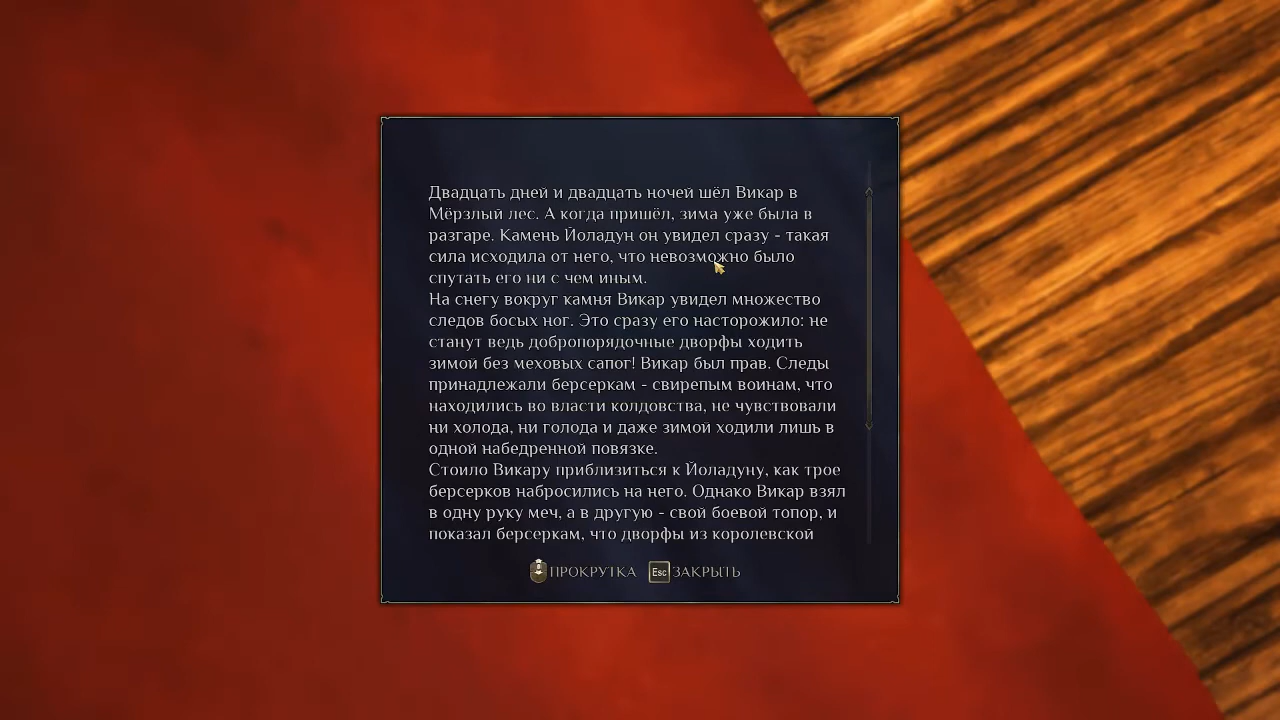 Двадцать дней и двадцать ночей шёл Викар в
Мёрзлый лес. А когда пришёл, зима уже была в
разгаре. Камень Йоладун он увидел сразу - такая
сила исходила от него, что невозможно было
спутать его ни с чем иным.
На снегу вокруг камня Викар увидел множество
следов босых ног. Это сразу его насторожило: не
станут ведь добропорядочные дворфы ходить
зимой без меховых сапог! Викар был прав. Следы
принадлежали берсеркам - свирепым воинам, что
находились во власти колдовства, не чувствовали
ни холода, ни голода и даже зимой ходили лишь в
одной набедренной повязке.
Стоило Викару приблизиться к Йоладуну, как трое
берсерков набросились на него. Однако Викар взял
в одну руку меч, а в другую - свой боевой топор, и
показал берсеркам, что дворфы из королевской
ПРОКРУТКА Esc ЗАКРЫТЬ